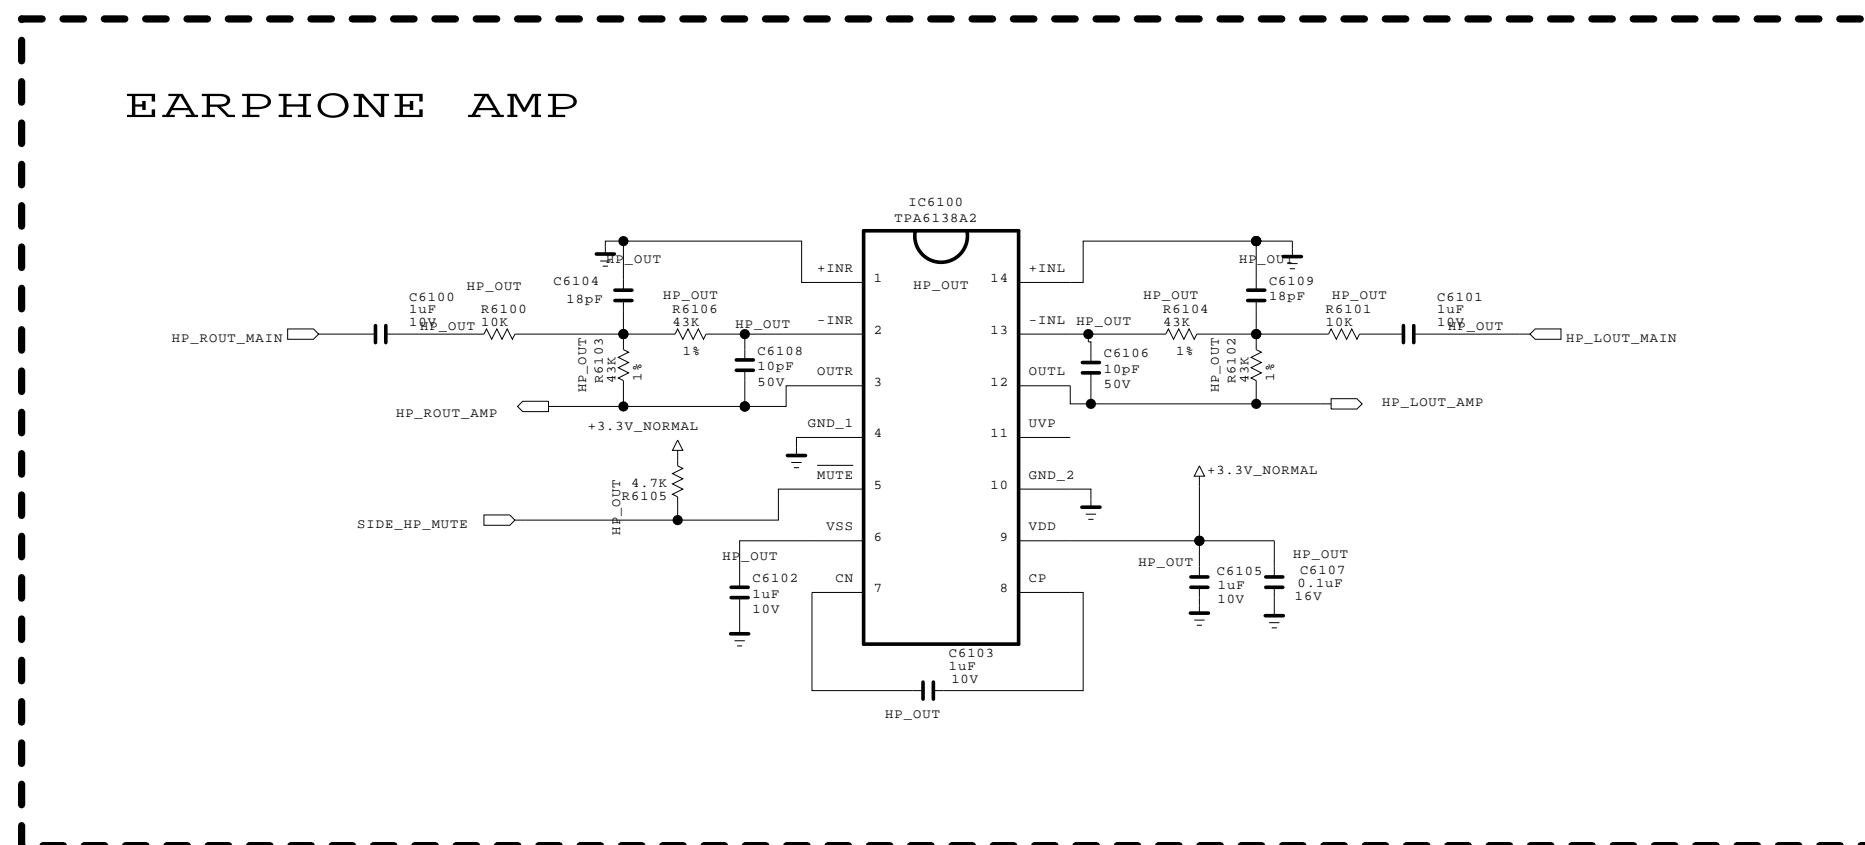 EARPHONE AMP
IC6100
TPA6138A2
HP_OUT
+INR
1
-INR
2
OUTR
3
GND_1
4
MUTE
5
VSS
6
CN
7
14
+INL
13
-INL
12
OUTL
11
UVP
10
GND_2
9
VDD
8
CP
HP_ROUT_MAIN
C6100
1uF
10V
HP_OUT
HP_OUT
R6100
10K
HP_OUT
C6104
18pF
HP_OUT
R6106
43K
1%
HP_OUT
R6103
43K
1%
HP_OUT
C6108
10pF
50V
HP_ROUT_AMP
+3.3V_NORMAL
4.7K
R6105
HP_OUT
SIDE_HP_MUTE
HP_OUT
C6102
1uF
10V
C6103
1uF
10V
HP_OUT
HP_OUT
C6106
10pF
50V
HP_OUT
R6104
43K
1%
HP_OUT
C6109
18pF
HP_OUT
R6102
43K
1%
HP_OUT
R6101
10K
C6101
1uF
10V
HP_OUT
HP_LOUT_MAIN
HP_LOUT_AMP
+3.3V_NORMAL
HP_OUT
C6105
1uF
10V
HP_OUT
C6107
0.1uF
16V